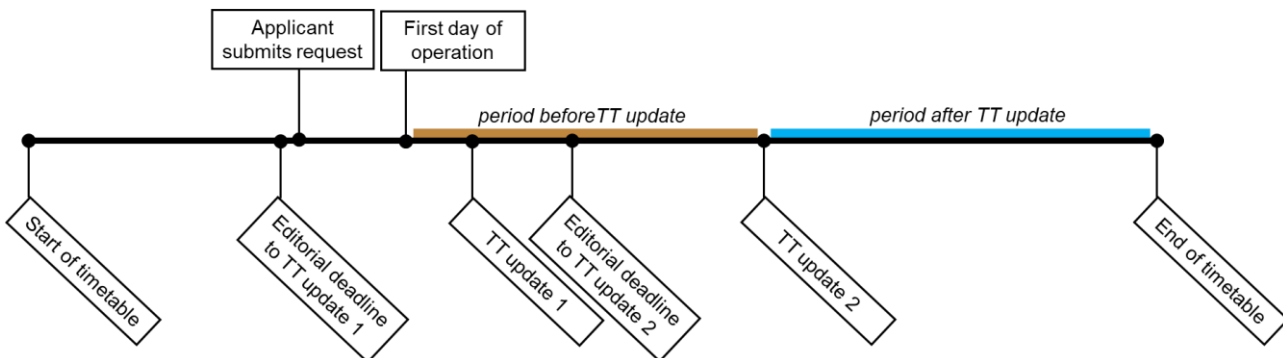 Applicant
submits request
First day of
operation
period beforeTT update
period after TT update
Start of timetable
Editorial deadline
to TT update 1
TT update 1
Editorial deadline
to TT update 2
TT update 2
End of timetable